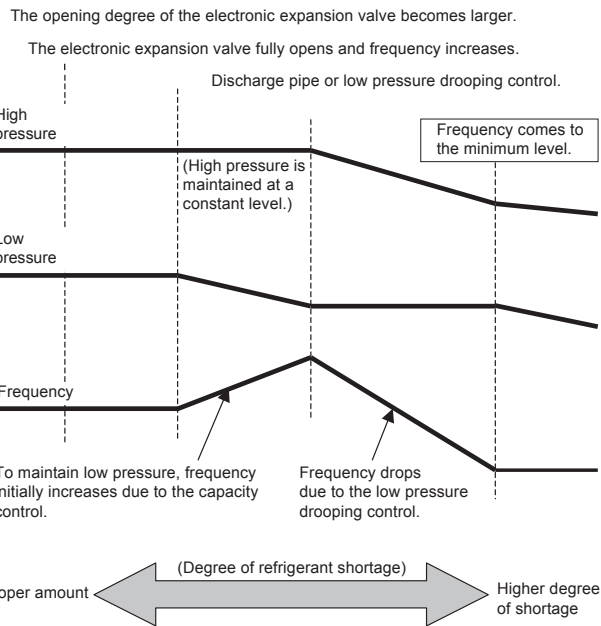 The opening degree of the electronic expansion valve becomes larger.
The electronic expansion valve fully opens and frequency increases.
Discharge pipe or low pressure drooping control.
High
pressure
Frequency comes to
the minimum level.
(High pressure is
maintained at a
constant level.)
Low
pressure
Frequency
To maintain low pressure, frequency
initially increases due to the capacity
control.
Frequency drops
due to the low pressure
drooping control.
(Degree of refrigerant shortage)
oper amount
Higher degree
of shortage